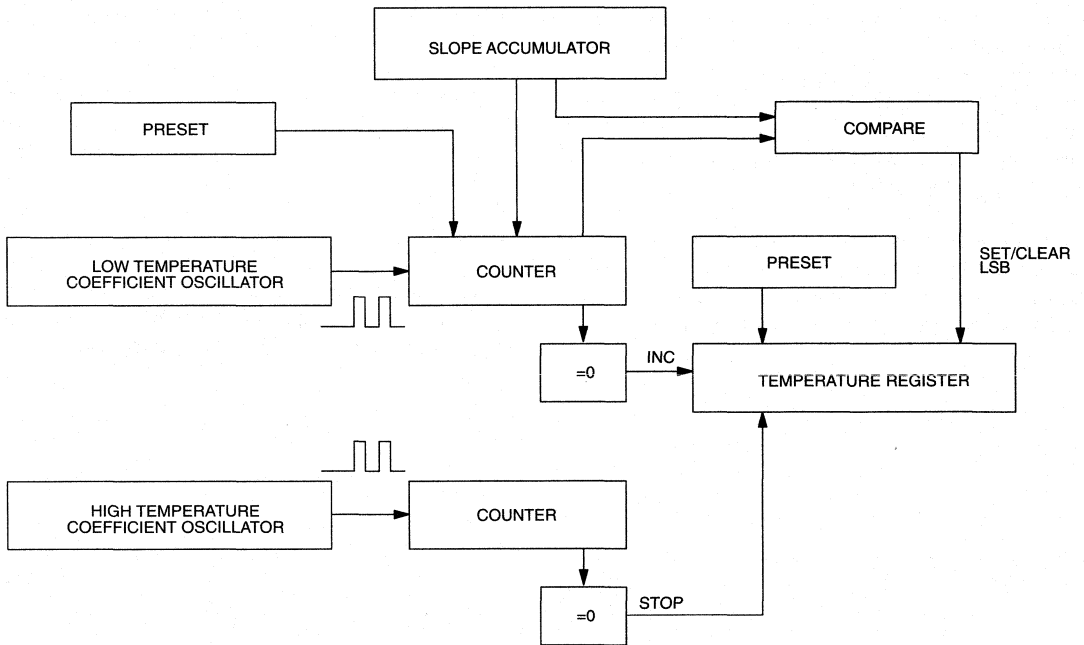 SLOPE ACCUMULATOR
PRESET
COMPARE
LOW TEMPERATURE
COEFFICIENT OSCILLATOR
COUNTER
PRESET
SET/CLEAR
LSB
=0
INC
TEMPERATURE REGISTER
HIGH TEMPERATURE
COEFFICIENT OSCILLATOR
COUNTER
=0
STOP